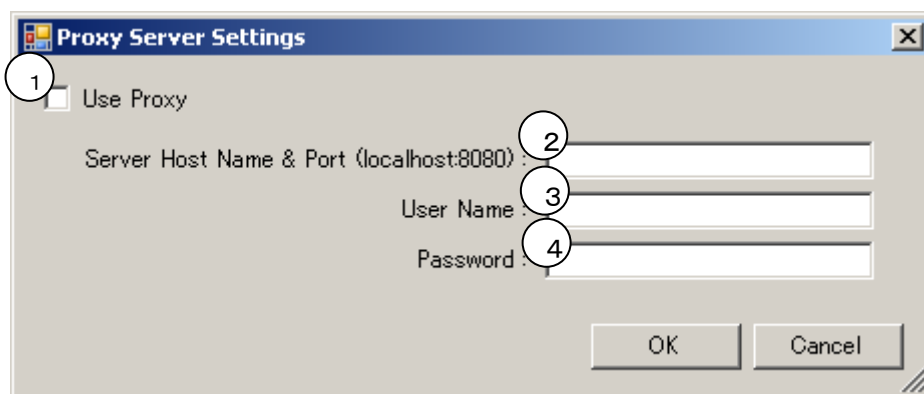 Proxy Server Settings
1
Use Proxy
Server Host Name & Port (localhost:8080) :
2
User Name :
3
Password :
4
OK
Cancel